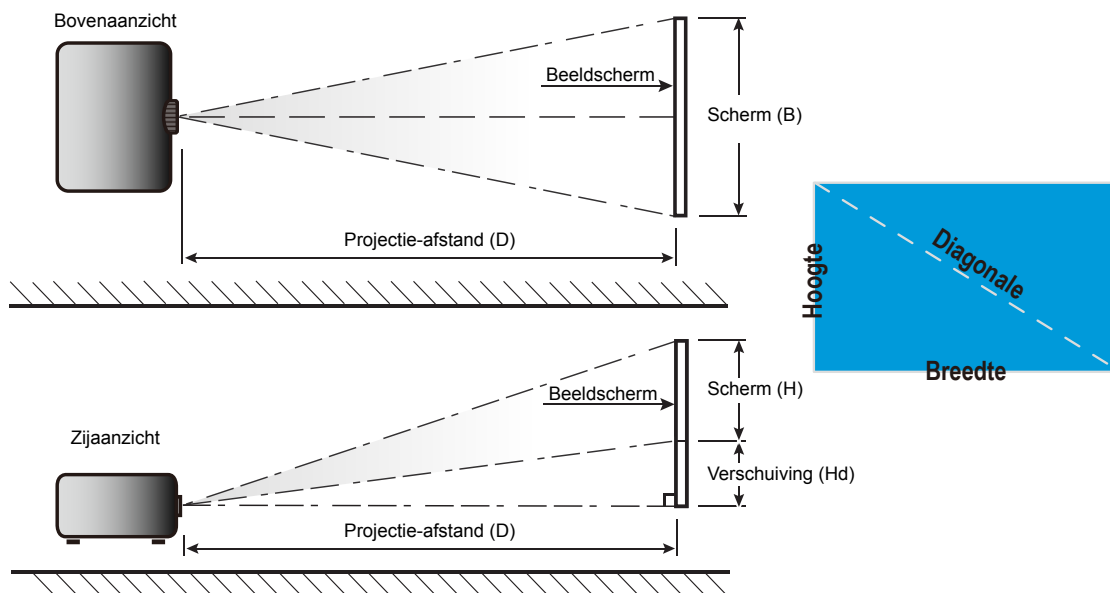 Bovenaanzicht
Beeldscherm
Scherm (B)
Projectie-afstand (D)
Hoogte
Diagonale
Breedte
Zijaanzicht
Beeldscherm
Scherm (H)
Verschuiving (Hd)
Projectie-afstand (D)